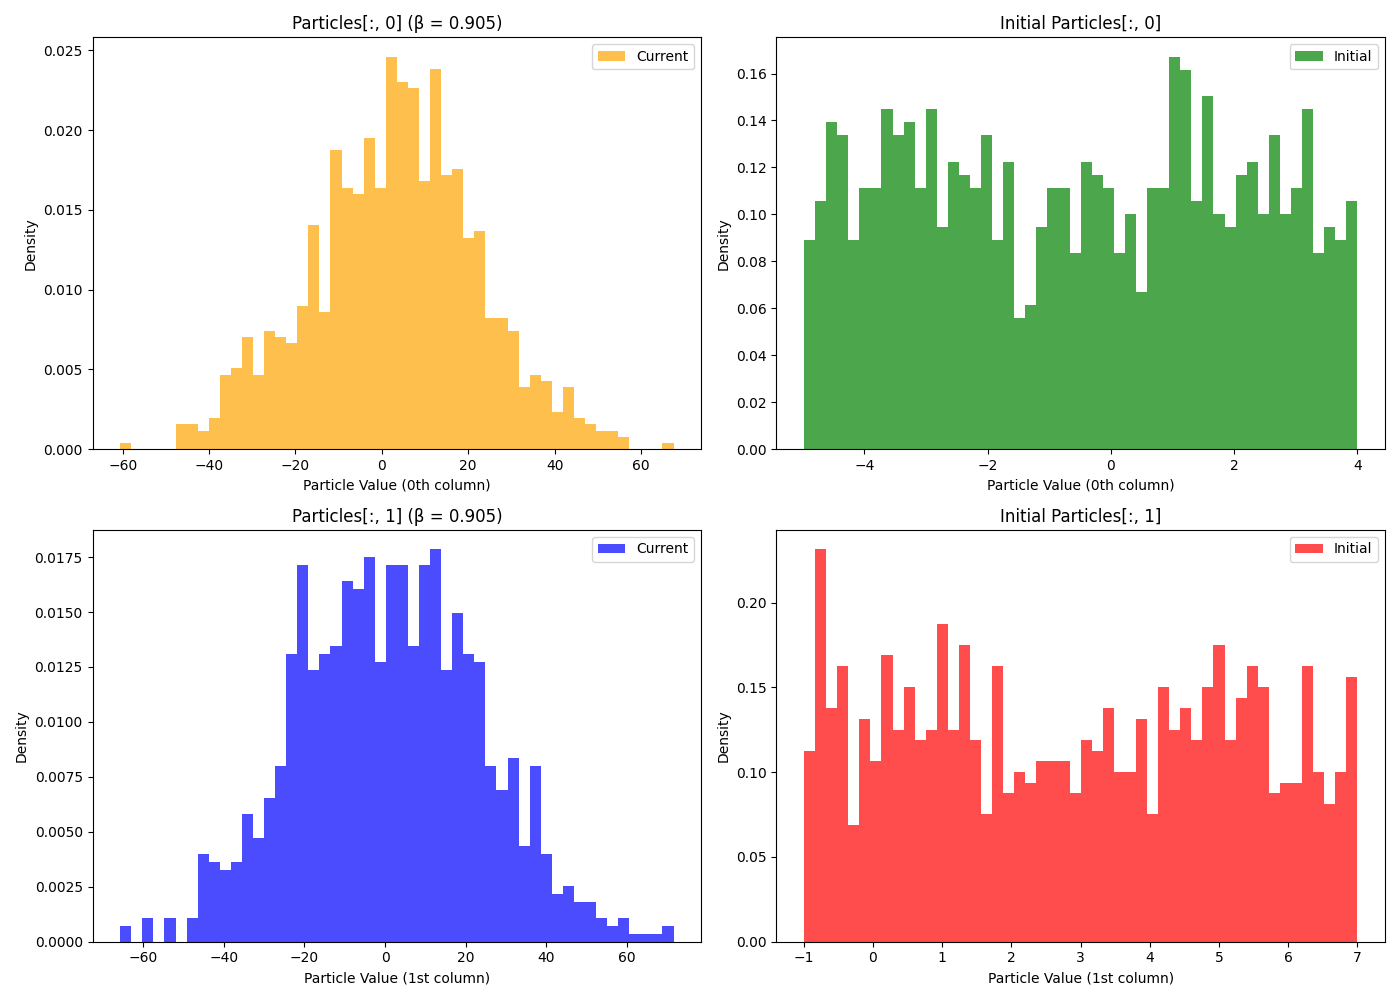 Particles[:, 0] (β = 0.905)
Current
Density
0.025
0.020
0.015
0.010
0.005
0.000
−60 −40 −20 0 20 40 60
Particle Value (0th column)
Initial Particles[:, 0]
Initial
Density
0.16
0.14
0.12
0.10
0.08
0.06
0.04
0.02
0.00
−4 −2 0 2 4
Particle Value (0th column)
Particles[:, 1] (β = 0.905)
Current
Density
0.0175
0.0150
0.0125
0.0100
0.0075
0.0050
0.0025
0.0000
−60 −40 −20 0 20 40 60
Particle Value (1st column)
Initial Particles[:, 1]
Initial
Density
0.20
0.15
0.10
0.05
0.00
−1 0 1 2 3 4 5 6 7
Particle Value (1st column)